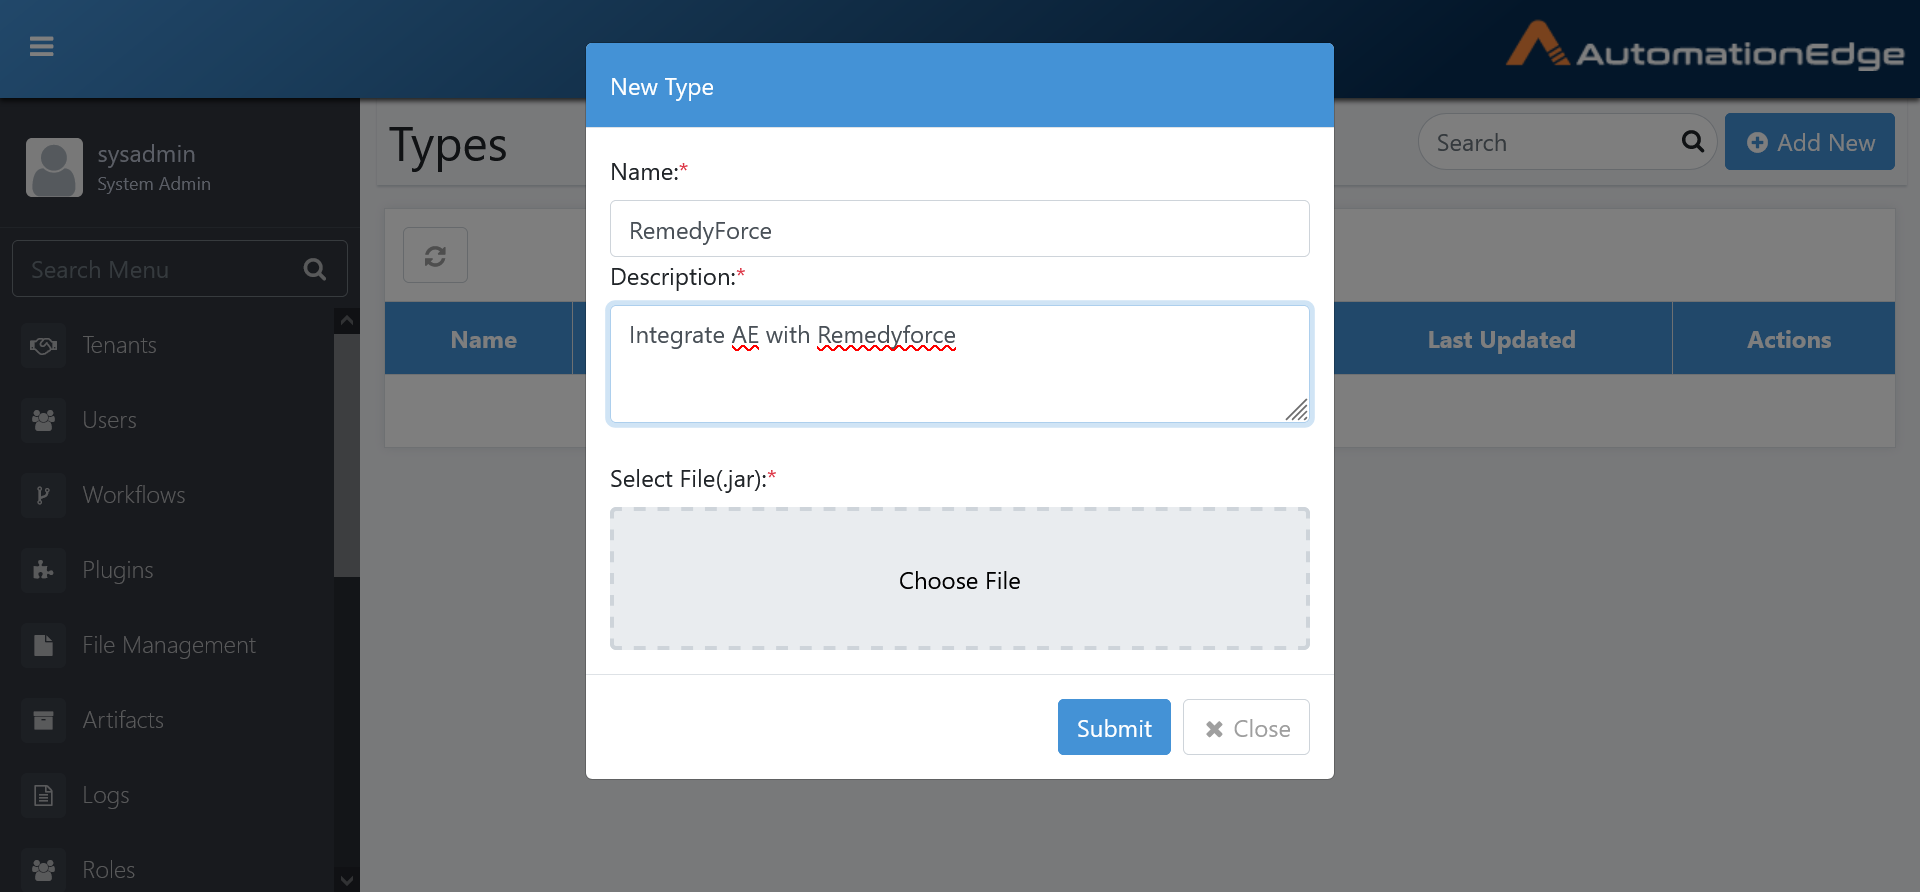 AutomationEdge
sysadmin
System Admin
Search Menu
Tenants
Users
Workflows
Plugins
File Management
Artifacts
Logs
Roles
Types
Search
Add New
Name
Last Updated
Actions
New Type
Name:*
RemedyForce
Description:*
Integrate AE with Remedyforce
Select File(.jar):*
Choose File
Submit
Close